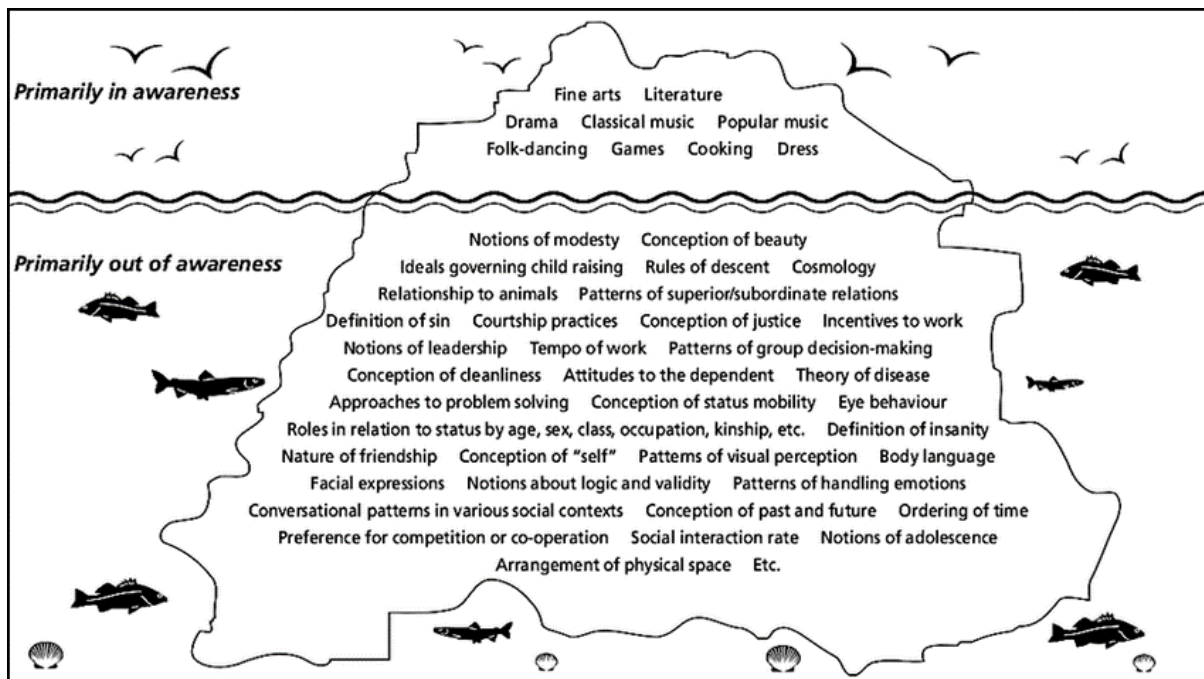 Primarily in awareness
Fine arts Literature
Drama Classical music Popular music
Folk-dancing Games Cooking Dress
Primarily out of awareness
Notions of modesty Conception of beauty
Ideals governing child raising Rules of descent Cosmology
Relationship to animals Patterns of superior/subordinate relations
Definition of sin Courtship practices Conception of justice Incentives to work
Notions of leadership Tempo of work Patterns of group decision-making
Conception of cleanliness Attitudes to the dependent Theory of disease
Approaches to problem solving Conception of status mobility Eye behaviour
Roles in relation to status by age, sex, class, occupation, kinship, etc. Definition of insanity
Nature of friendship Conception of “self” Patterns of visual perception Body language
Facial expressions Notions about logic and validity Patterns of handling emotions
Conversational patterns in various social contexts Conception of past and future Ordering of time
Preference for competition or co-operation Social interaction rate Notions of adolescence
Arrangement of physical space Etc.